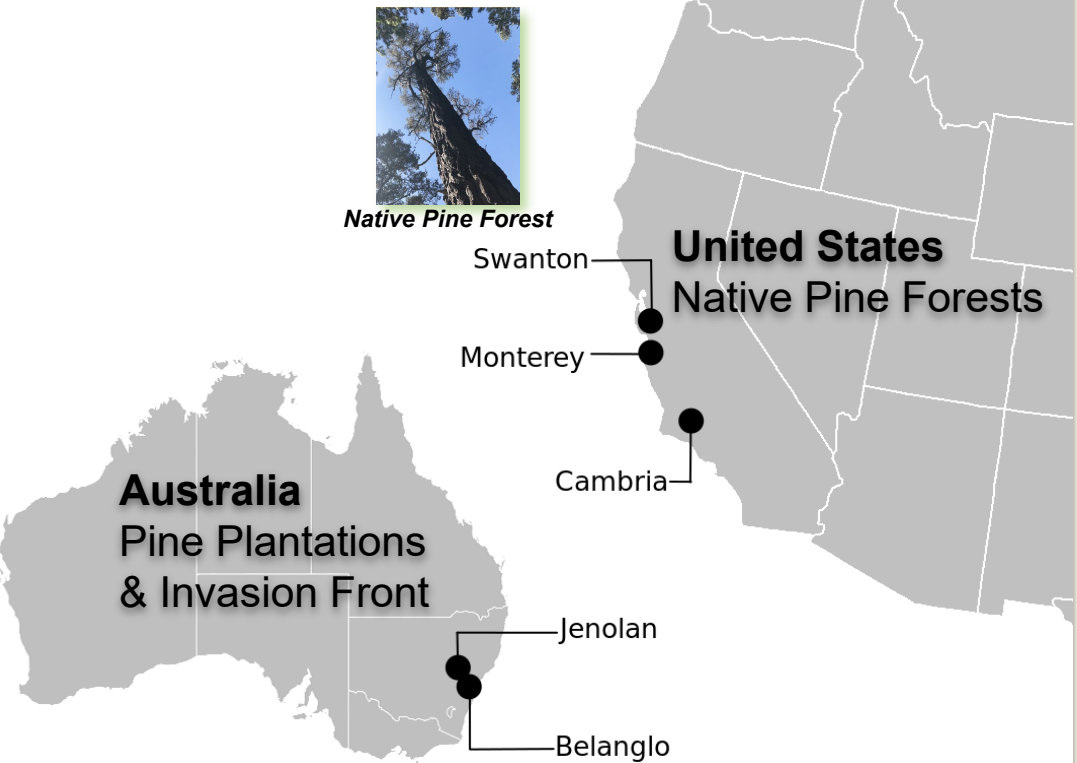 Native Pine Forest
Swanton
United States
Native Pine Forests
Monterey
Cambria
Australia
Pine Plantations
& Invasion Front
Jenolan
Belanglo